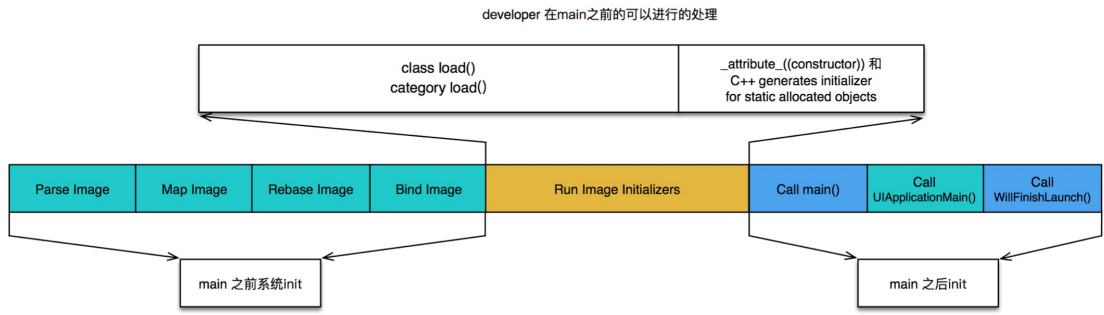 developer 在main之前的可以进行的处理
class load()
category load()
_attribute_((constructor)) 和
C++ generates initializer
for static allocated objects
Parse Image
Map Image
Rebase Image
Bind Image
Run Image Initializers
Call main()
Call
UIApplicationMain()
Call
WillFinishLaunch()
main 之前系统init
main 之后init